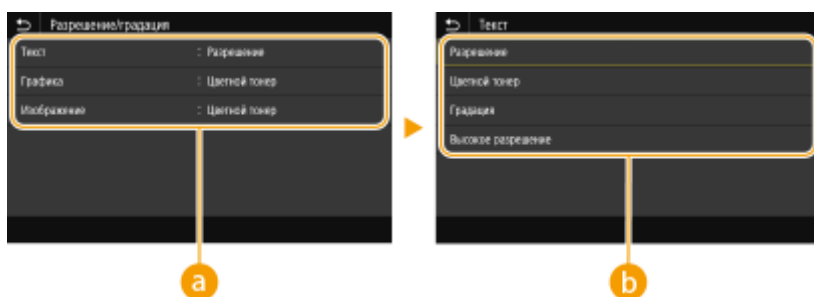 Разрешение/градация
Текст : Разрешение
Графика : Цветной тонер
Изображение : Цветной тонер
a
Текст
Разрешение
Цветной тонер
Градация
Высокое разрешение
b